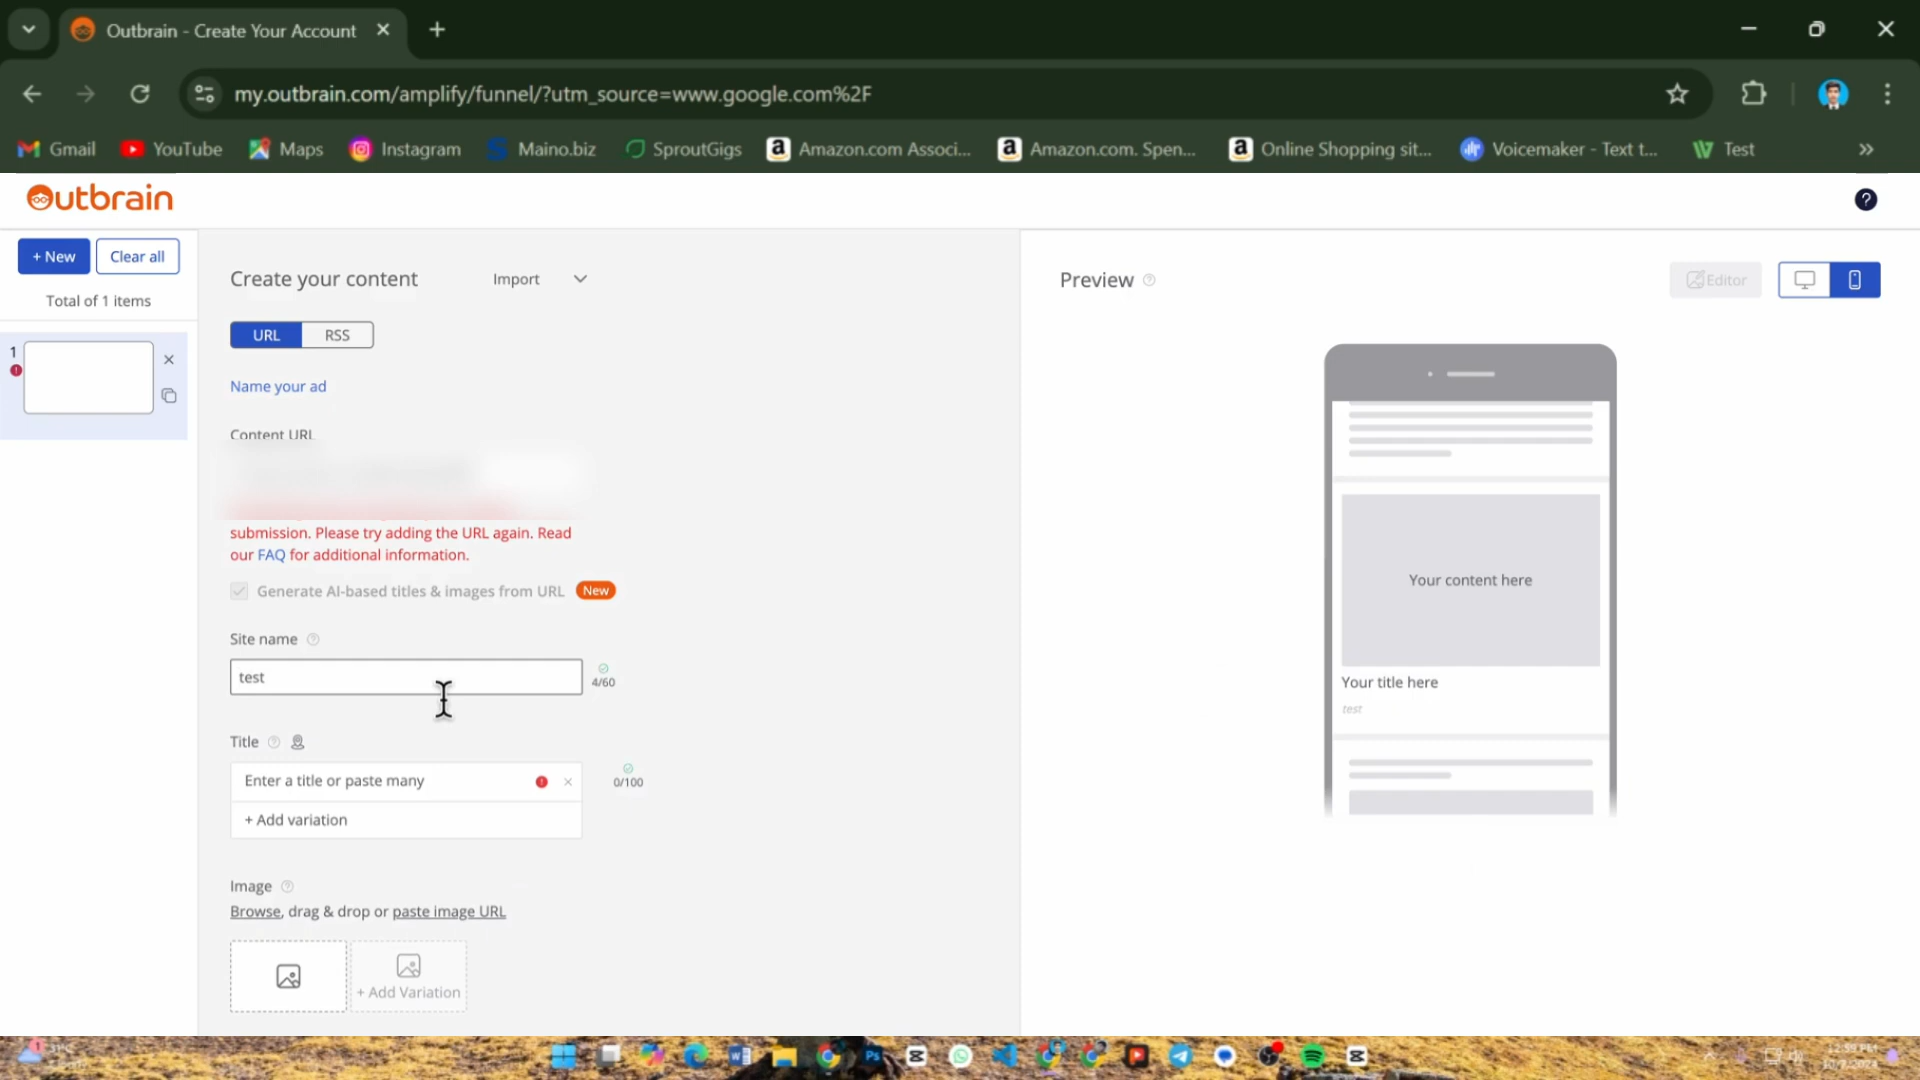 Outbrain - Create Your Account
my.outbrain.com/amplify/funnel/?utm_source=www.google.com%2F
Gmail
YouTube
Maps
Instagram
Maino.biz
SproutGigs
Amazon.com Associ...
Amazon.com. Spen...
Online Shopping sit...
Voicemaker - Text t...
Test
Outbrain
+ New
Clear all
Total of 1 items
1
Create your content
Import
URL
RSS
Name your ad
Content URL
submission. Please try adding the URL again. Read
our FAQ for additional information.
Generate AI-based titles & images from URL
New
Site name
test
4/60
Title
Enter a title or paste many
0/100
+ Add variation
Image
Browse, drag & drop or paste image URL
+ Add Variation
Preview
Editor
Your content here
Your title here
test
12:59 PM